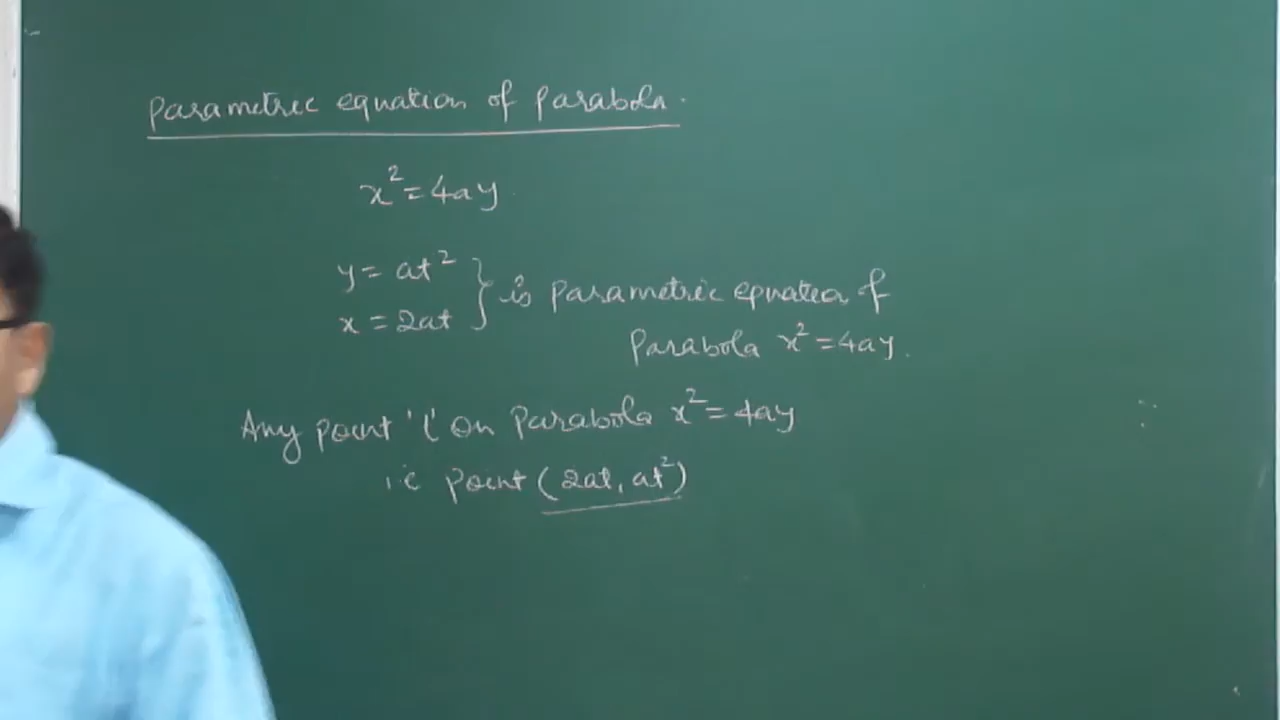 Parametric equation of parabola.
x² = 4ay
y = at²
x = 2at } is parametric equation of
Parabola x² = 4ay.
Any point 't' on Parabola x² = 4ay
i.e point (2at, at²)